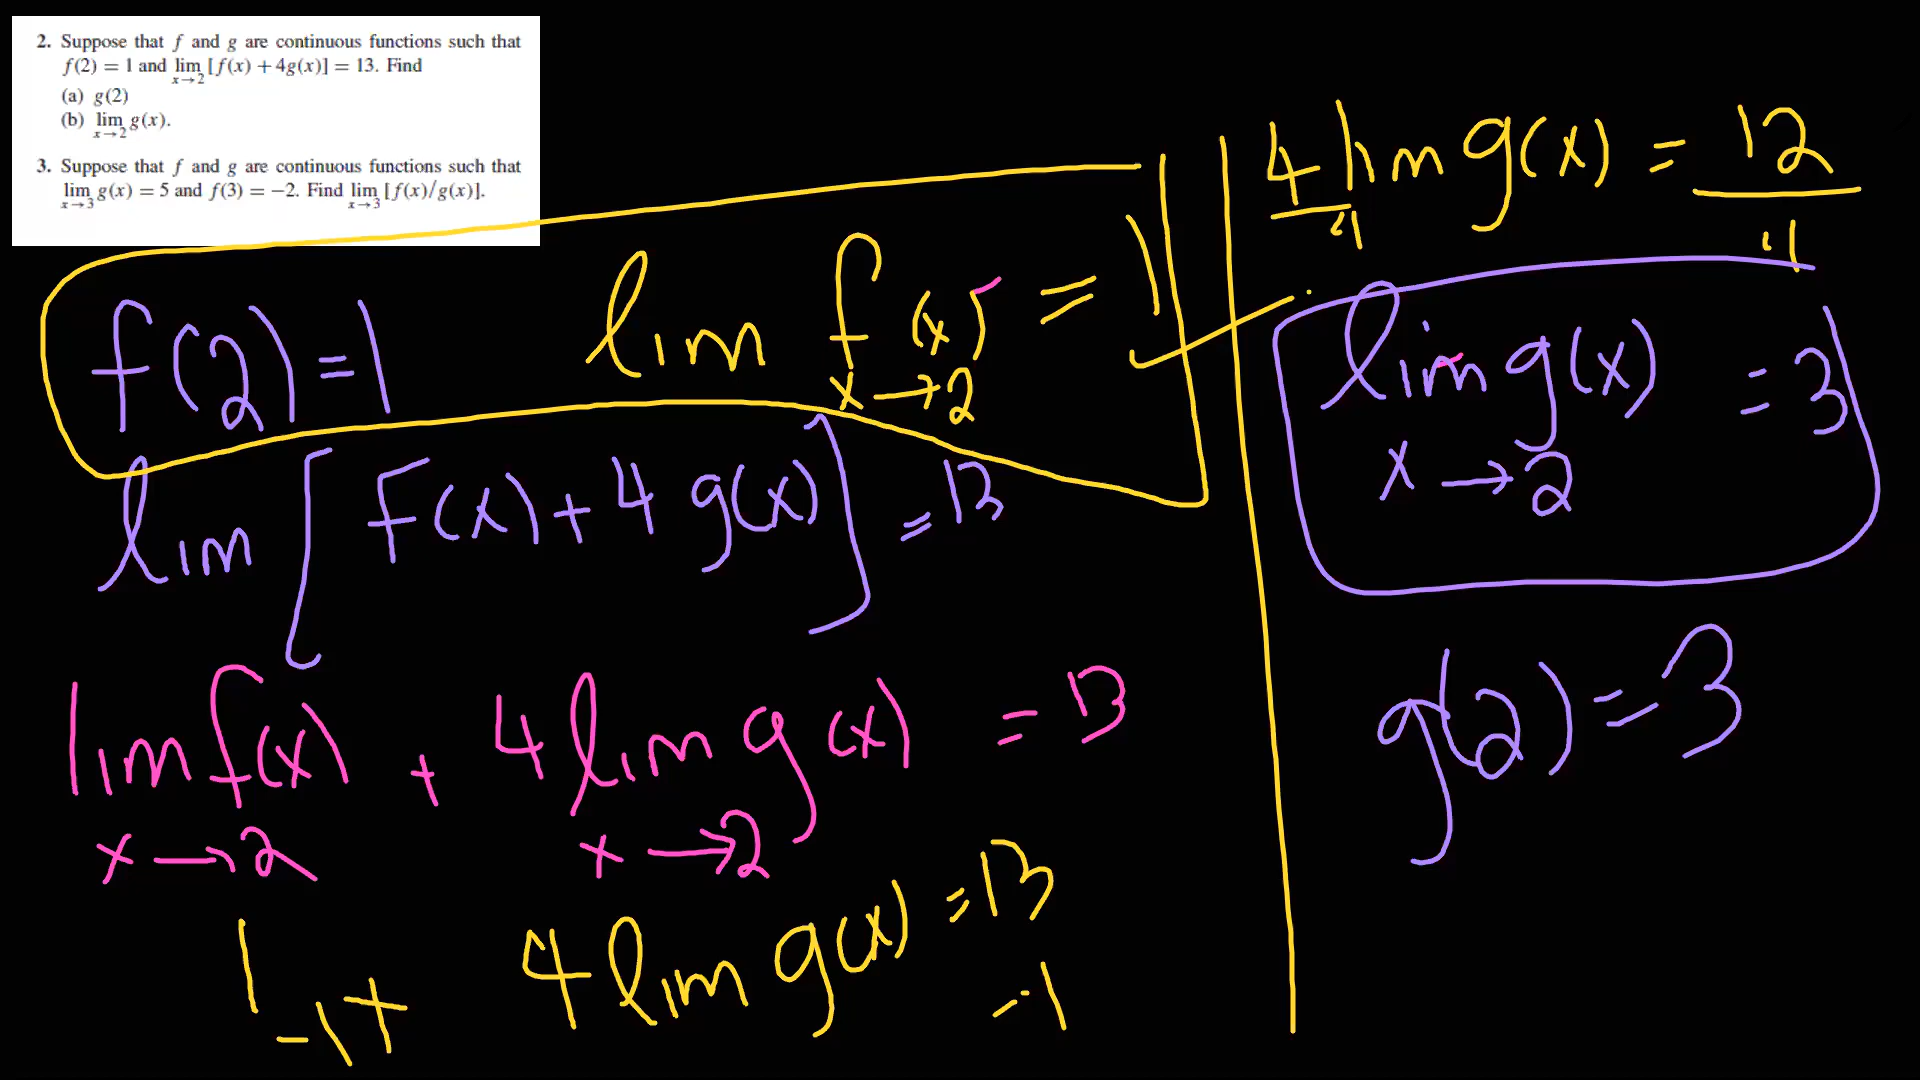 2. Suppose that f and g are continuous functions such that
f(2) = 1 and lim x→2 [f(x) + 4g(x)] = 13. Find
(a) g(2)
(b) lim x→2 g(x).
3. Suppose that f and g are continuous functions such that
lim x→3 g(x) = 5 and f(3) = −2. Find lim x→3 [f(x)/g(x)].
f(2) = 1
lim f(x) = 1
x → 2
lim [f(x) + 4 g(x)] = 13
lim f(x) + 4 lim g(x) = 13
x → 2 x → 2
1 + 4 lim g(x) = 13
-1 -1
4 lim g(x) = 12
4 4
lim g(x) = 3
x → 2
g(2) = 3